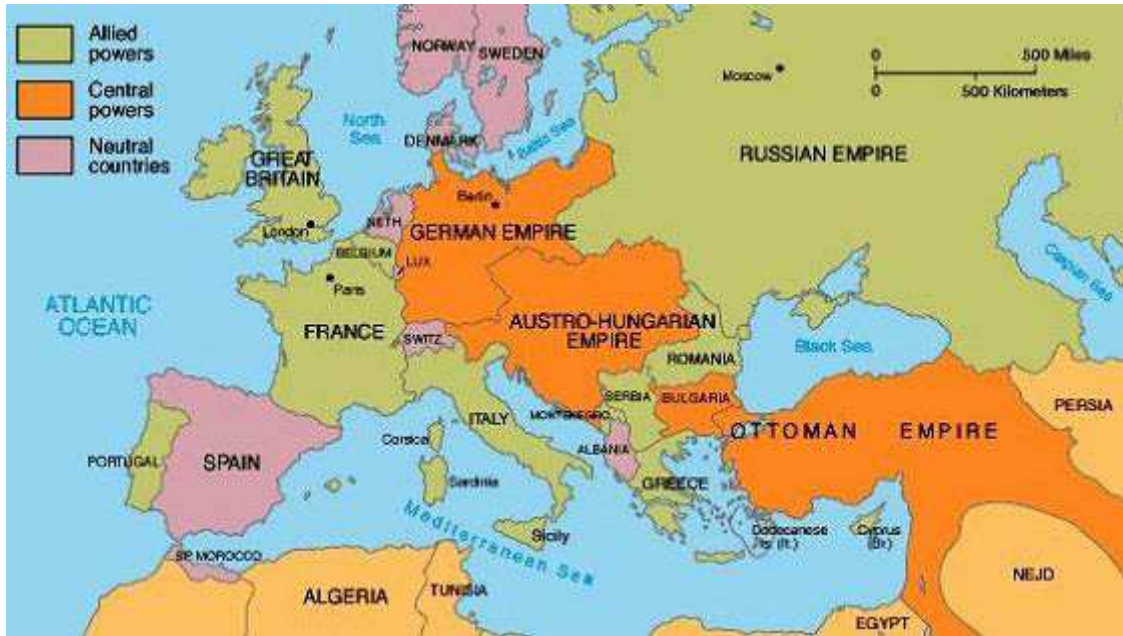 Allied
powers
Central
powers
Neutral
countries
NORWAY
SWEDEN
Moscow
0
500 Miles
0
500 Kilometers
North
Sea
DENMARK
Baltic Sea
RUSSIAN EMPIRE
GREAT
BRITAIN
London
NETH
Berlin
GERMAN EMPIRE
BELGIUM
LUX
Paris
Caspian Sea
ATLANTIC
OCEAN
FRANCE
SWITZ
AUSTRO-HUNGARIAN
EMPIRE
Black Sea
ROMANIA
SERBIA
BULGARIA
PERSIA
ITALY
MONTENEGRO
Corsica
ALBANIA
OTTOMAN EMPIRE
PORTUGAL
SPAIN
Sardinia
GREECE
Mediterranean Sea
Sicily
Dodecanese
Is (It.)
Cyprus
(Br.)
SP. MOROCCO
ALGERIA
TUNISIA
NEJD
EGYPT